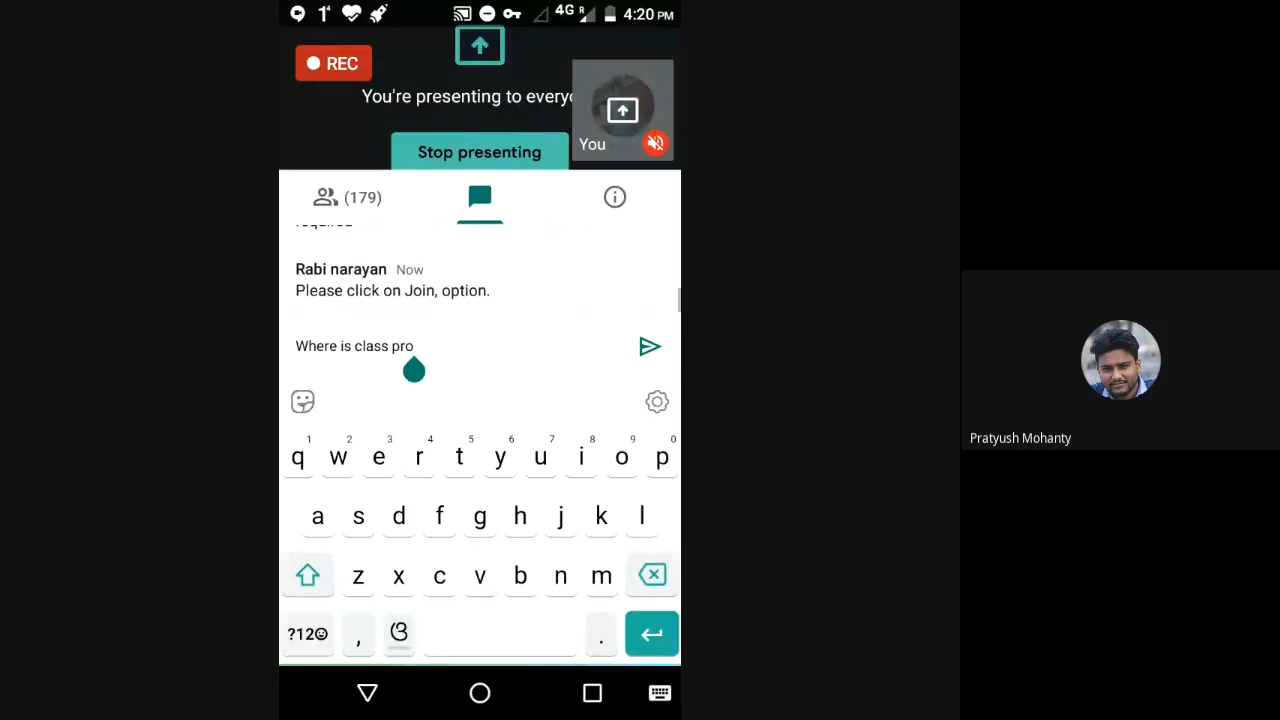 4G R 4:20 PM
REC
You're presenting to everyo
You
Stop presenting
(179)
required
Rabi narayan Now
Please click on Join, option.
Where is class pro
1 2 3 4 5 6 7 8 9 0
q w e r t y u i o p
a s d f g h j k l
z x c v b n m
?12☺ , ଓ .
Pratyush Mohanty